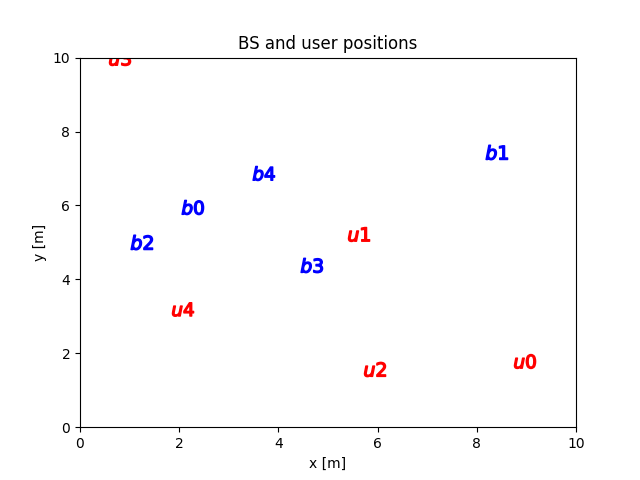 BS and user positions
u3
b1
b4
b0
b2
u1
b3
u4
u2
u0
10
8
6
4
2
0
y [m]
0 2 4 6 8 10
x [m]